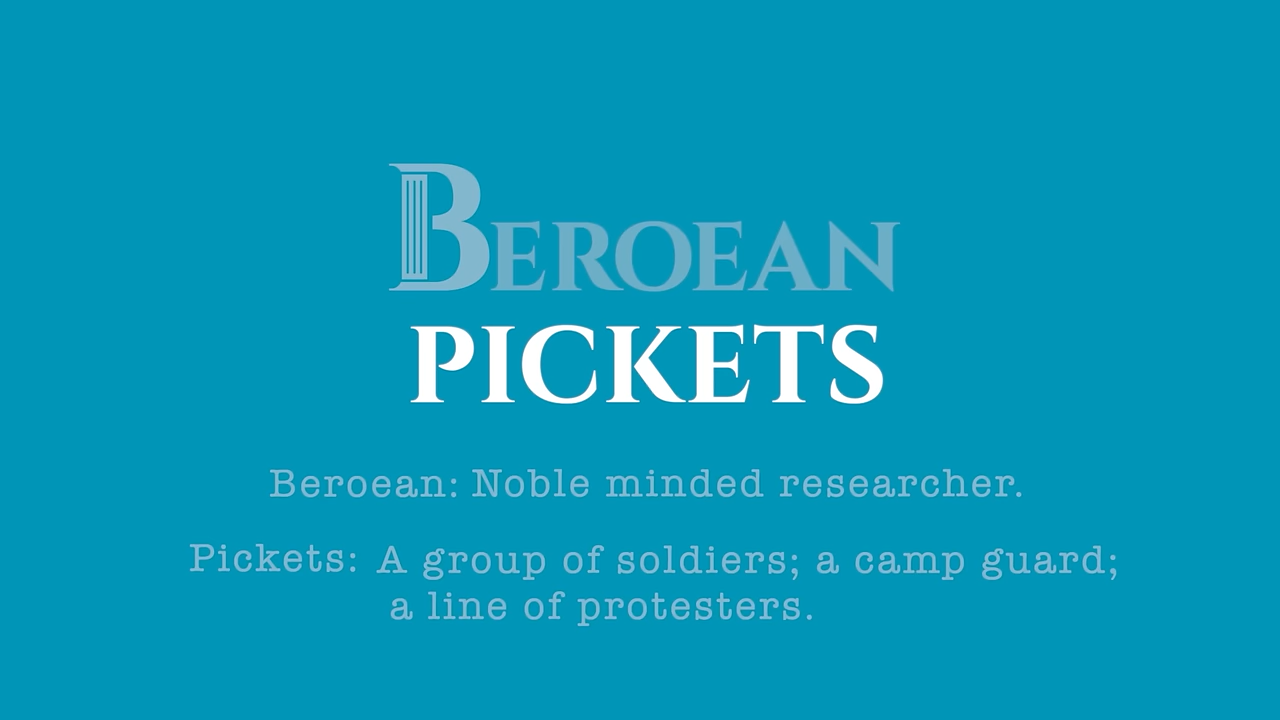 BEROEAN
PICKETS
Beroean: Noble minded researcher.
Pickets: A group of soldiers; a camp guard;
a line of protesters.